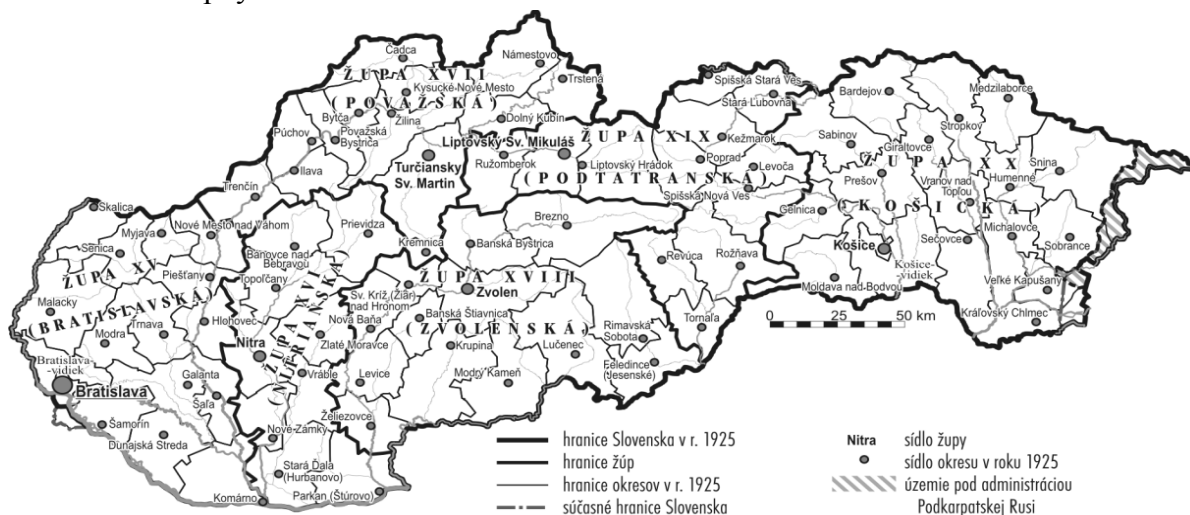 Čadca
Námestovo
Trstená
ŽUPA XVII
(POVAŽSKÁ)
Kysucké Nové Mesto
Bytča
Žilina
Považská
Bystrica
Púchov
Ilava
Dolný Kubín
Turčiansky
Sv. Martin
Trenčín
Liptovský Sv. Mikuláš
Ružomberok
Liptovský Hrádok
ŽUPA XIX
(PODTATRANSKÁ)
Spišská Stará Ves
Stará Ľubovňa
Kežmarok
Poprad
Levoča
Spišská Nová Ves
Gelnica
Bardejov
Medzilaborce
Stropkov
Sabinov
Giraltovce
Snina
ŽUPA XX
(KOŠICKÁ)
Prešov
Vranov nad
Topľou
Humenné
Michalovce
Sobrance
Sečovce
Košice
Košice-
vidiek
Moldava nad Bodvou
Veľké Kapušany
Kráľovský Chlmec
Skalica
Myjava
Nové Mesto nad Váhom
Senica
ŽUPA XV
(BRATISLAVSKÁ)
Piešťany
Malacky
Modra
Trnava
Hlohovec
Bratislava-
-vidiek
Bratislava
Galanta
Šaľa
Šamorín
Dunajská Streda
Prievidza
Bánovce nad
Bebravou
Topoľčany
ŽUPA XVI
(NITRIANSKA)
Nitra
Zlaté Moravce
Vráble
Nové Zámky
Stará Ďala
(Hurbanovo)
Komárno
Parkan (Štúrovo)
Kremnica
Banská Bystrica
Brezno
ŽUPA XVIII
(ZVOLENSKÁ)
Sv. Kríž (Žiar)
nad Hronom
Zvolen
Nová Baňa
Banská Štiavnica
Krupina
Levice
Modrý Kameň
Lučenec
Želiezovce
Rimavská
Sobota
Feledince
(Jesenské)
Revúca
Rožňava
Tornaľa
0 10 20 30 40 50 km
hranice Slovenska v r. 1925
hranice žúp
hranice okresov v r. 1925
súčasné hranice Slovenska
Nitra sídlo župy
sídlo okresu v roku 1925
územie pod administráciou
Podkarpatskej Rusi